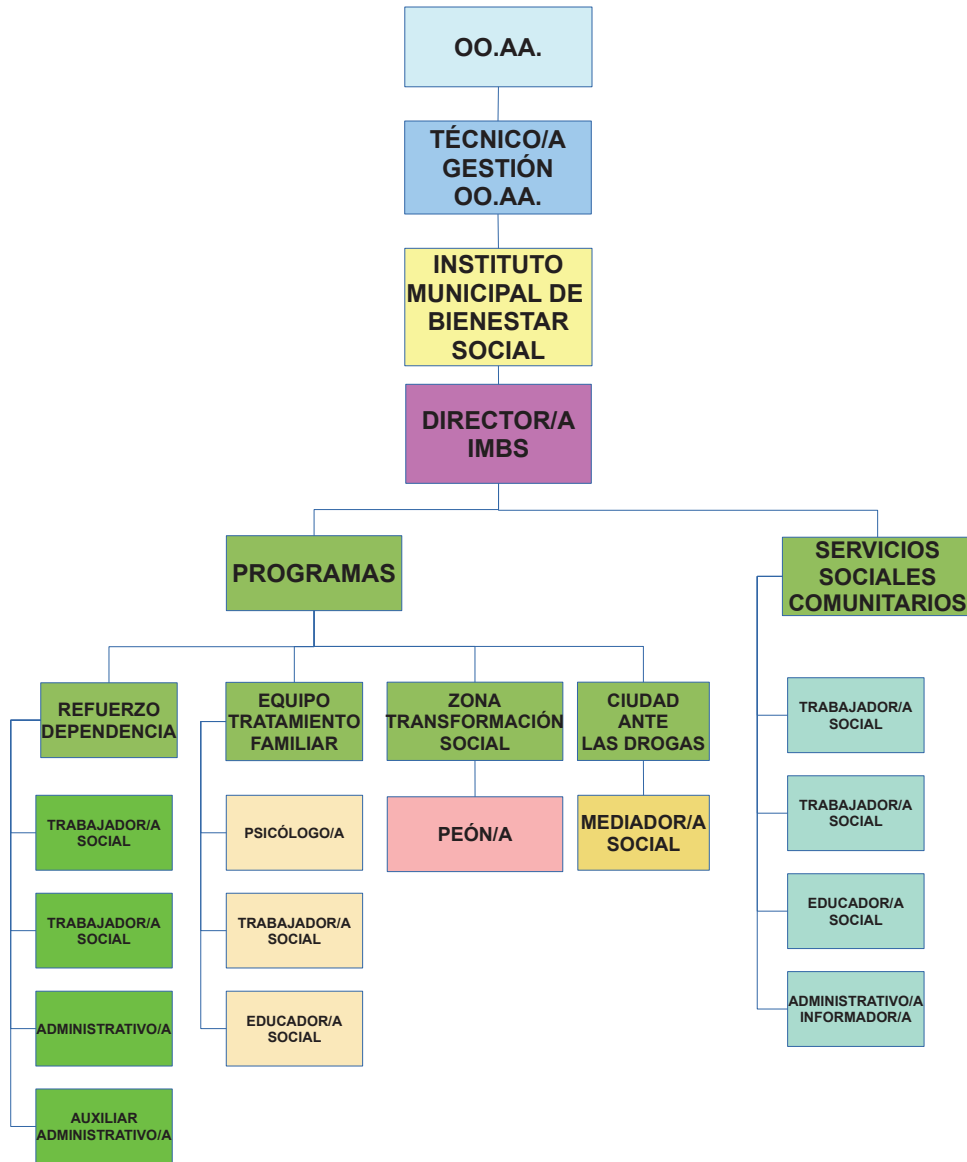 OO.AA.
TÉCNICO/A
GESTIÓN
OO.AA.
INSTITUTO
MUNICIPAL DE
BIENESTAR
SOCIAL
DIRECTOR/A
IMBS
PROGRAMAS
SERVICIOS
SOCIALES
COMUNITARIOS
REFUERZO
DEPENDENCIA
EQUIPO
TRATAMIENTO
FAMILIAR
ZONA
TRANSFORMACIÓN
SOCIAL
CIUDAD
ANTE
LAS DROGAS
TRABAJADOR/A
SOCIAL
TRABAJADOR/A
SOCIAL
ADMINISTRATIVO/A
AUXILIAR
ADMINISTRATIVO/A
PSICÓLOGO/A
TRABAJADOR/A
SOCIAL
EDUCADOR/A
SOCIAL
PEÓN/A
MEDIADOR/A
SOCIAL
TRABAJADOR/A
SOCIAL
TRABAJADOR/A
SOCIAL
EDUCADOR/A
SOCIAL
ADMINISTRATIVO/A
INFORMADOR/A